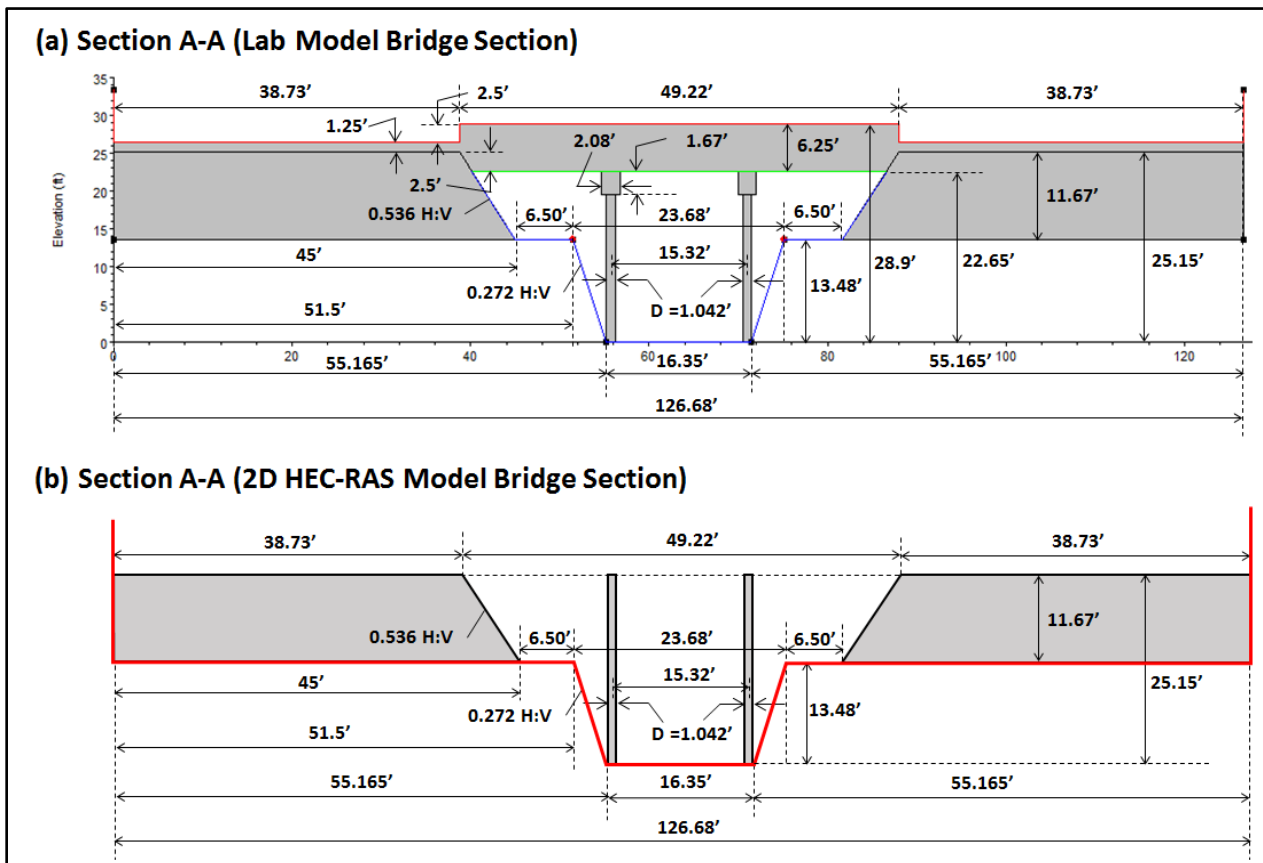 (a) Section A-A (Lab Model Bridge Section)
38.73’ 2.5’ 49.22’ 38.73’
1.25’ 2.08’ 1.67’ 6.25’
2.5’ 11.67’
0.536 H:V 6.50’ 23.68’ 6.50’
45’ 15.32’ 28.9’ 22.65’ 25.15’
0.272 H:V D =1.042’ 13.48’
51.5’
Elevation (ft)
35
30
25
20
15
10
5
0
0 20 40 60 80 100 120
55.165’ 16.35’ 55.165’
126.68’
(b) Section A-A (2D HEC-RAS Model Bridge Section)
38.73’ 49.22’ 38.73’
0.536 H:V 6.50’ 23.68’ 6.50’ 11.67’
45’ 15.32’ 25.15’
0.272 H:V D =1.042’ 13.48’
51.5’
55.165’ 16.35’ 55.165’
126.68’